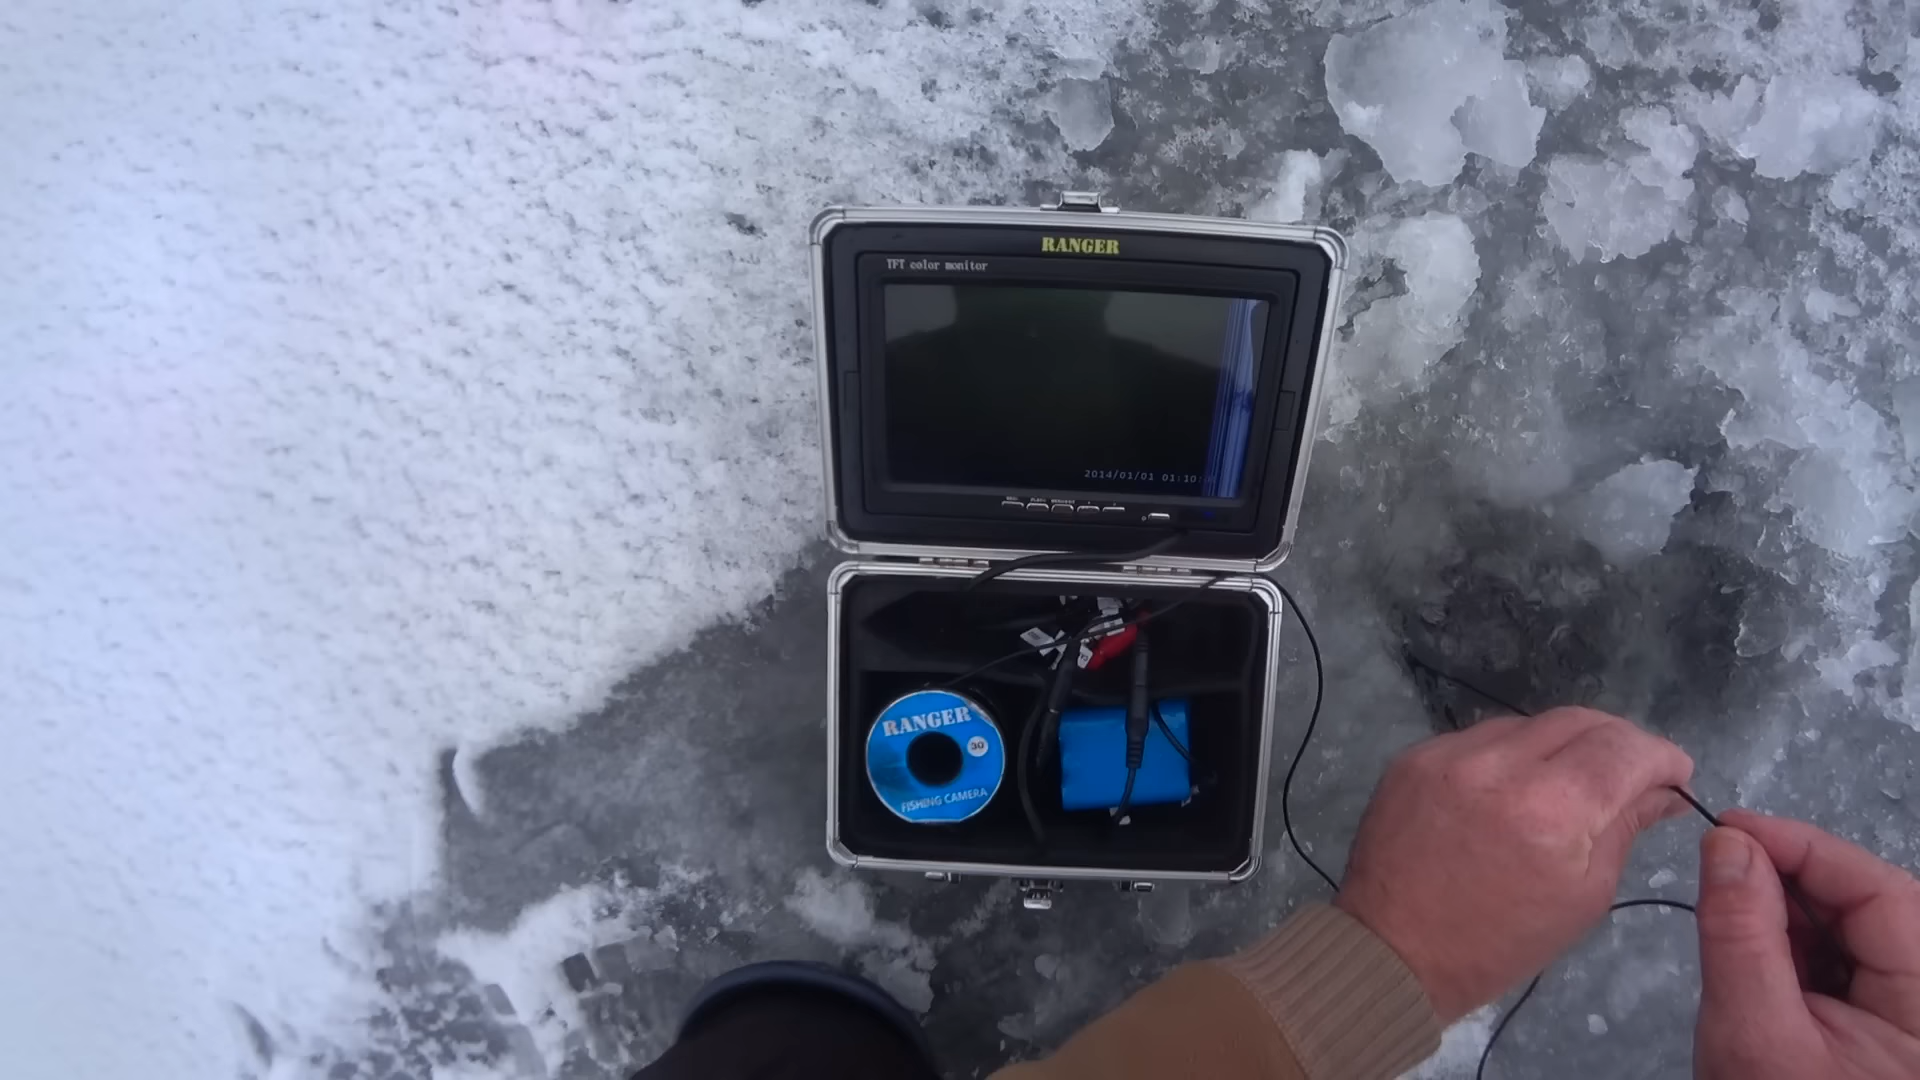 RANGER
TFT color monitor
2014/01/01 01:10:
RANGER
30
FISHING CAMERA